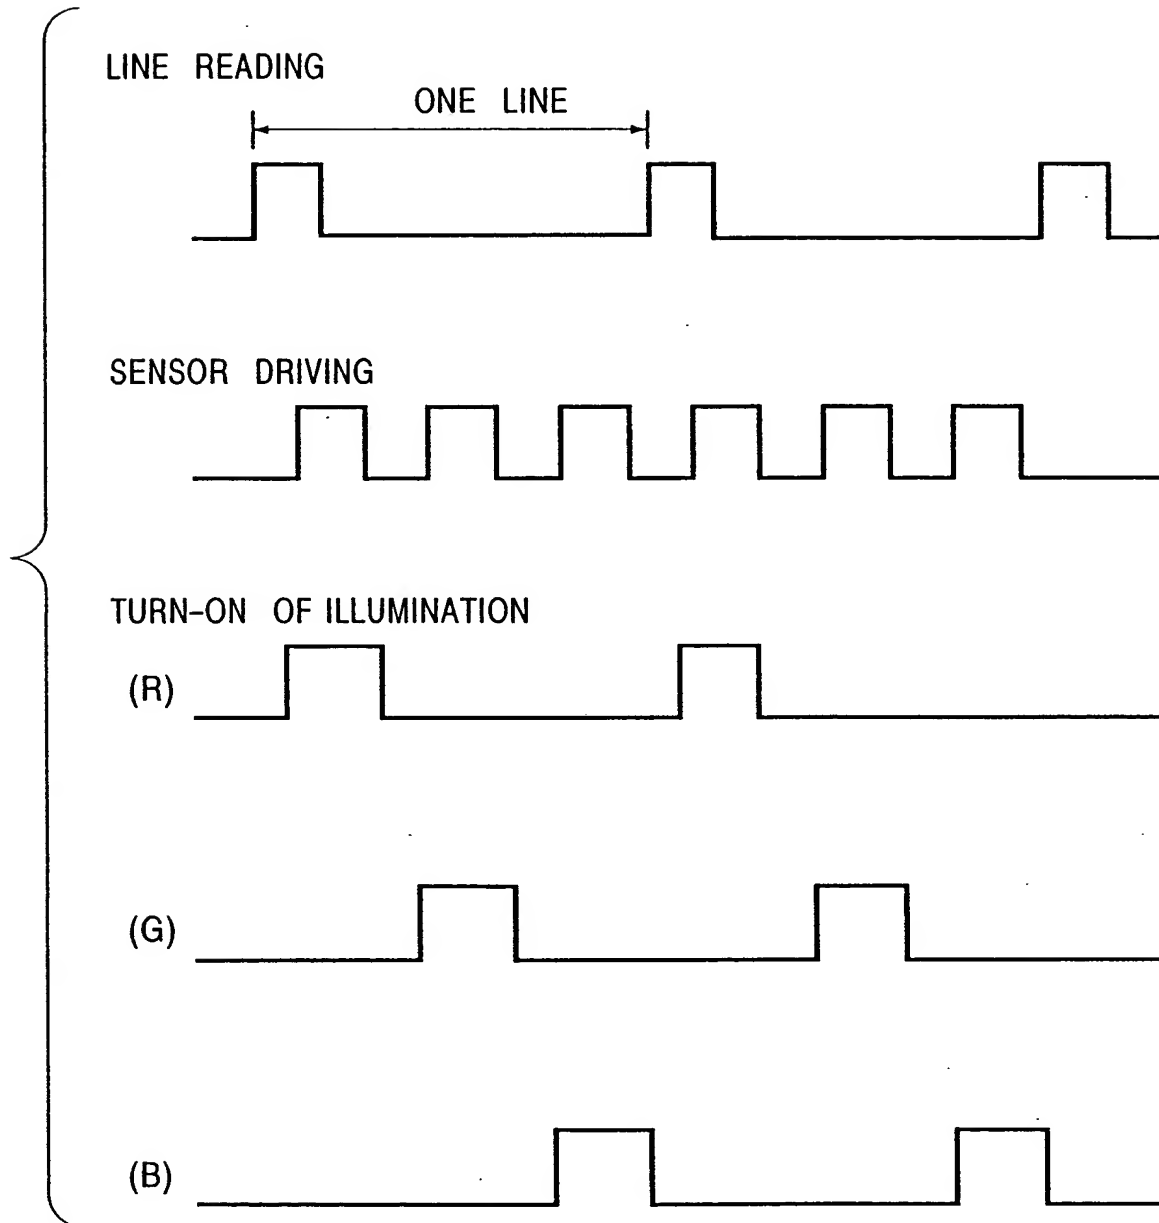 LINE READING
ONE LINE
SENSOR DRIVING
TURN-ON OF ILLUMINATION
(R)
(G)
(B)